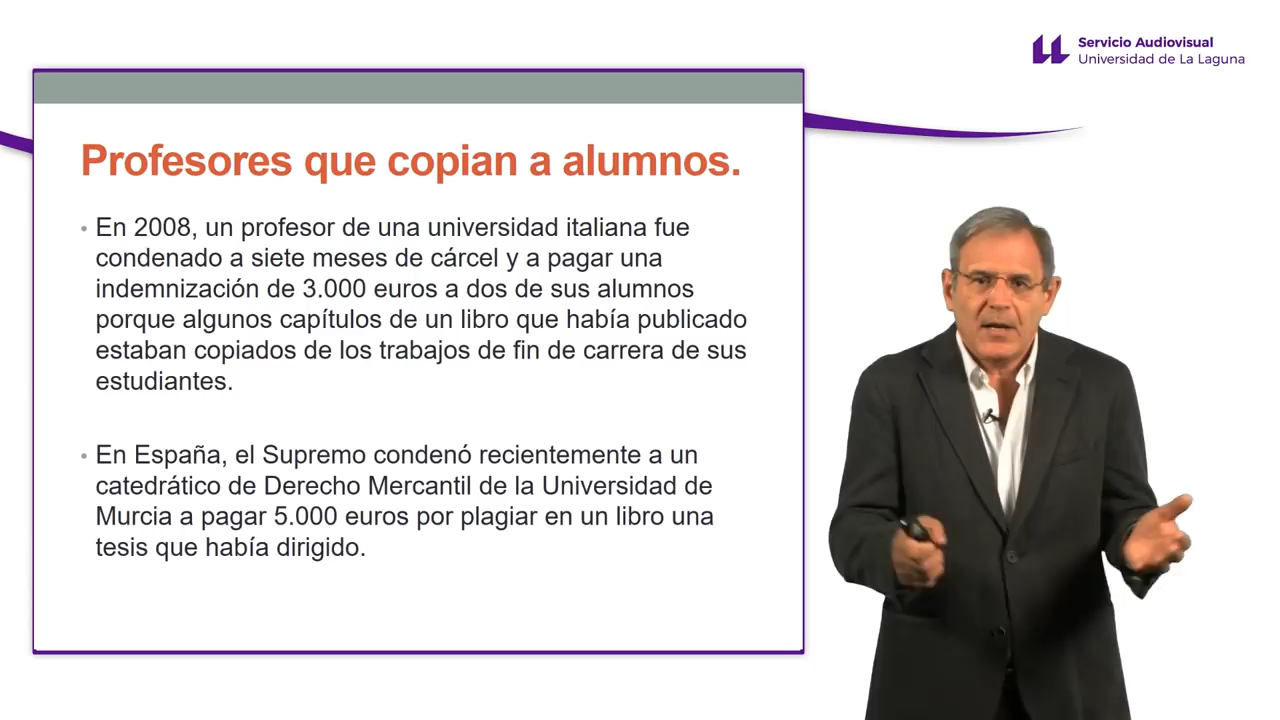 Servicio Audiovisual
Universidad de La Laguna
Profesores que copian a alumnos.
• En 2008, un profesor de una universidad italiana fue
condenado a siete meses de cárcel y a pagar una
indemnización de 3.000 euros a dos de sus alumnos
porque algunos capítulos de un libro que había publicado
estaban copiados de los trabajos de fin de carrera de sus
estudiantes.
• En España, el Supremo condenó recientemente a un
catedrático de Derecho Mercantil de la Universidad de
Murcia a pagar 5.000 euros por plagiar en un libro una
tesis que había dirigido.